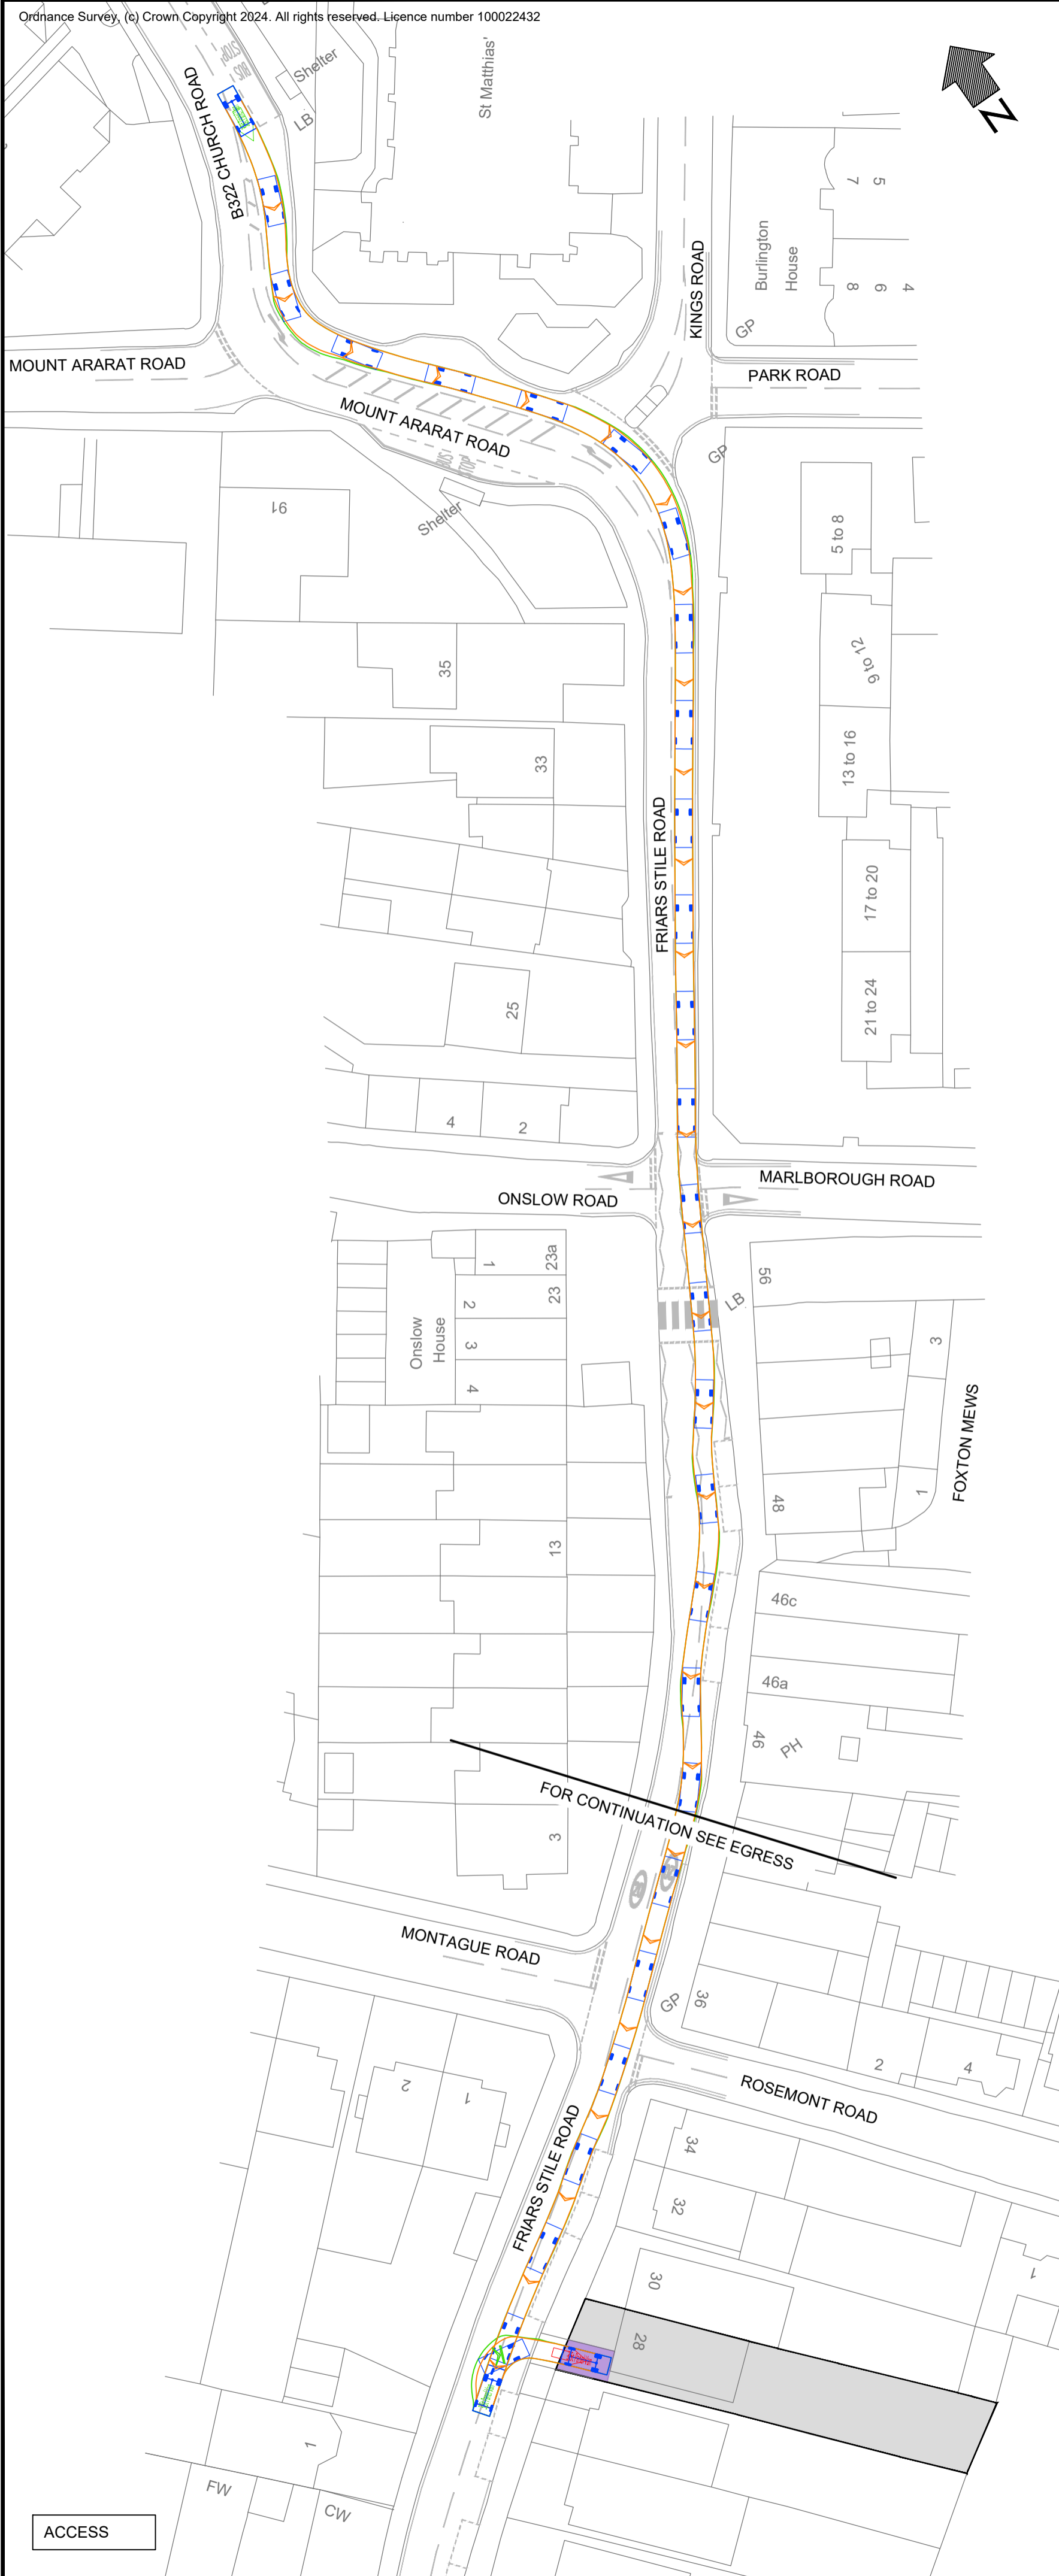 Ordnance Survey, (c) Crown Copyright 2024. All rights reserved. Licence number 100022432
N
BUS
STOP
Shelter
LB
St Matthias'
B322 CHURCH ROAD
KINGS ROAD
5
7
Burlington
House
8
6
4
GP
MOUNT ARARAT ROAD
PARK ROAD
MOUNT ARARAT ROAD
GP
BUS
STOP
Shelter
91
5 to 8
35
9 to 12
33
13 to 16
FRIARS STILE ROAD
17 to 20
25
21 to 24
4
2
ONSLOW ROAD
MARLBOROUGH ROAD
1
23a
23
2
3
4
Onslow
House
LB
56
3
FOXTON MEWS
1
48
13
46c
46a
46
PH
FOR CONTINUATION SEE EGRESS
3
MONTAGUE ROAD
GP
36
2
4
ROSEMONT ROAD
2
1
34
32
FRIARS STILE ROAD
30
28
1
1
FW
CW
ACCESS